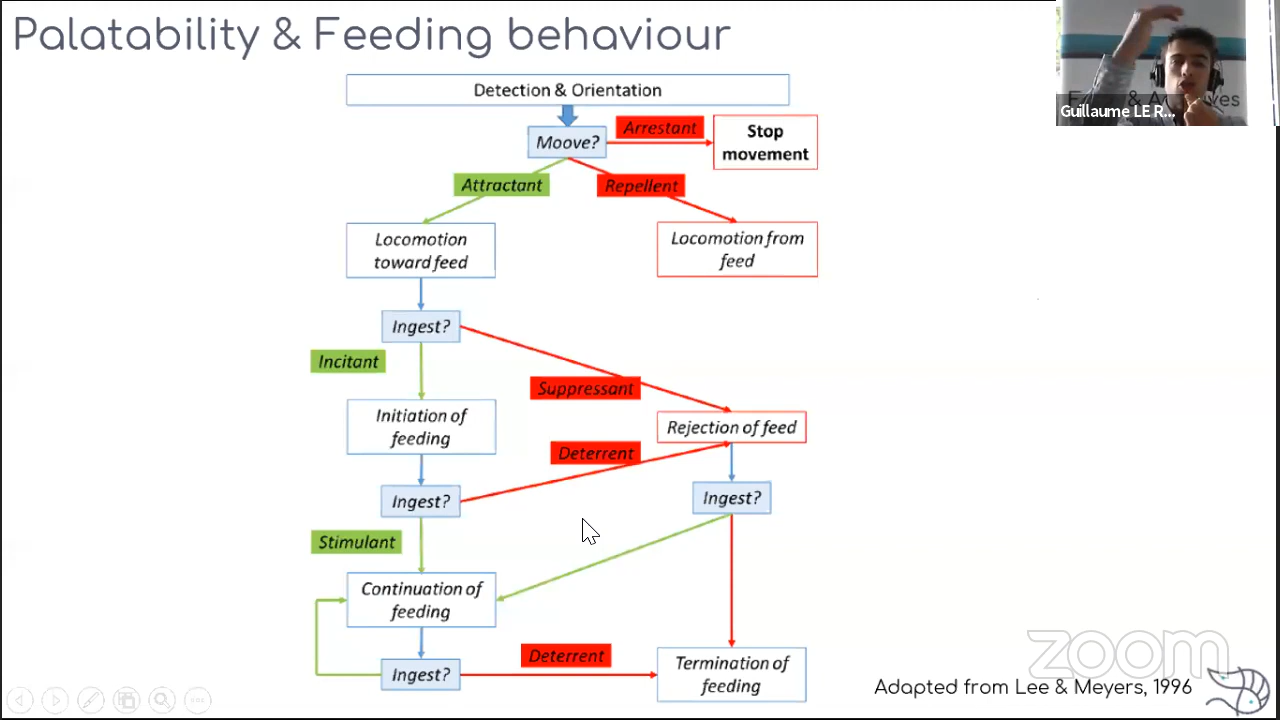 Palatability & Feeding behaviour
Guillaume LE R...
Detection & Orientation
Moove?
Arrestant
Stop
movement
Attractant
Repellent
Locomotion
toward feed
Locomotion from
feed
Ingest?
Incitant
Suppressant
Initiation of
feeding
Rejection of feed
Deterrent
Ingest?
Ingest?
Stimulant
Continuation of
feeding
Ingest?
Deterrent
Termination of
feeding
zoom
Adapted from Lee & Meyers, 1996